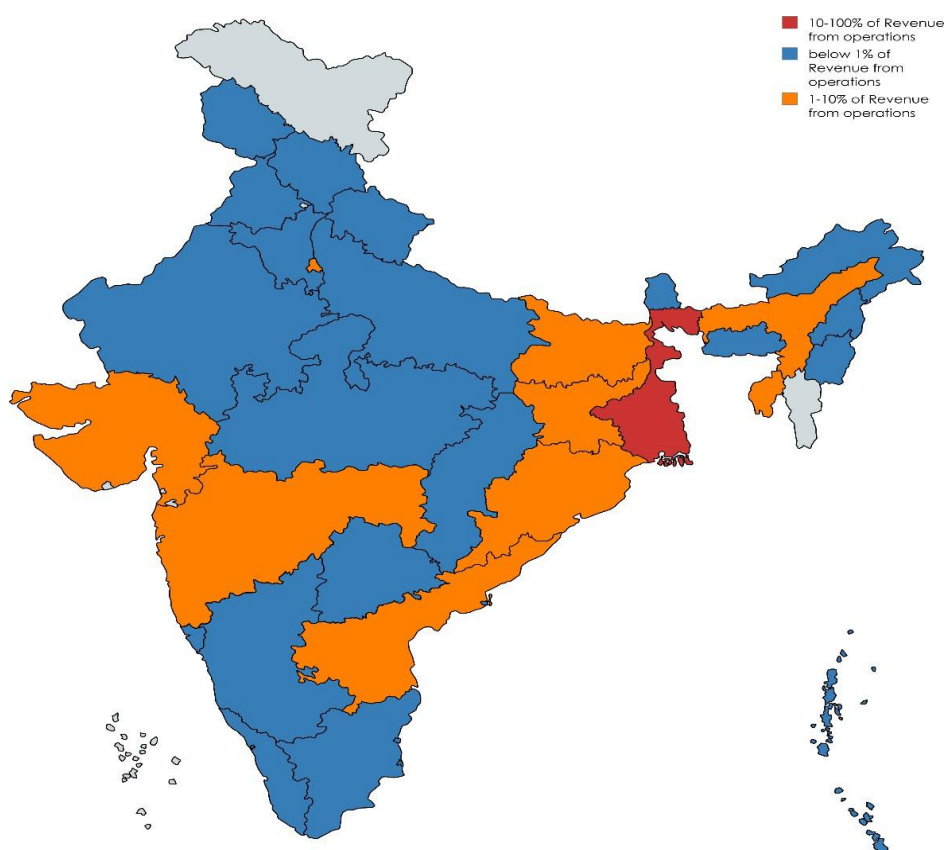 10-100% of Revenue
from operations
below 1% of
Revenue from
operations
1-10% of Revenue
from operations